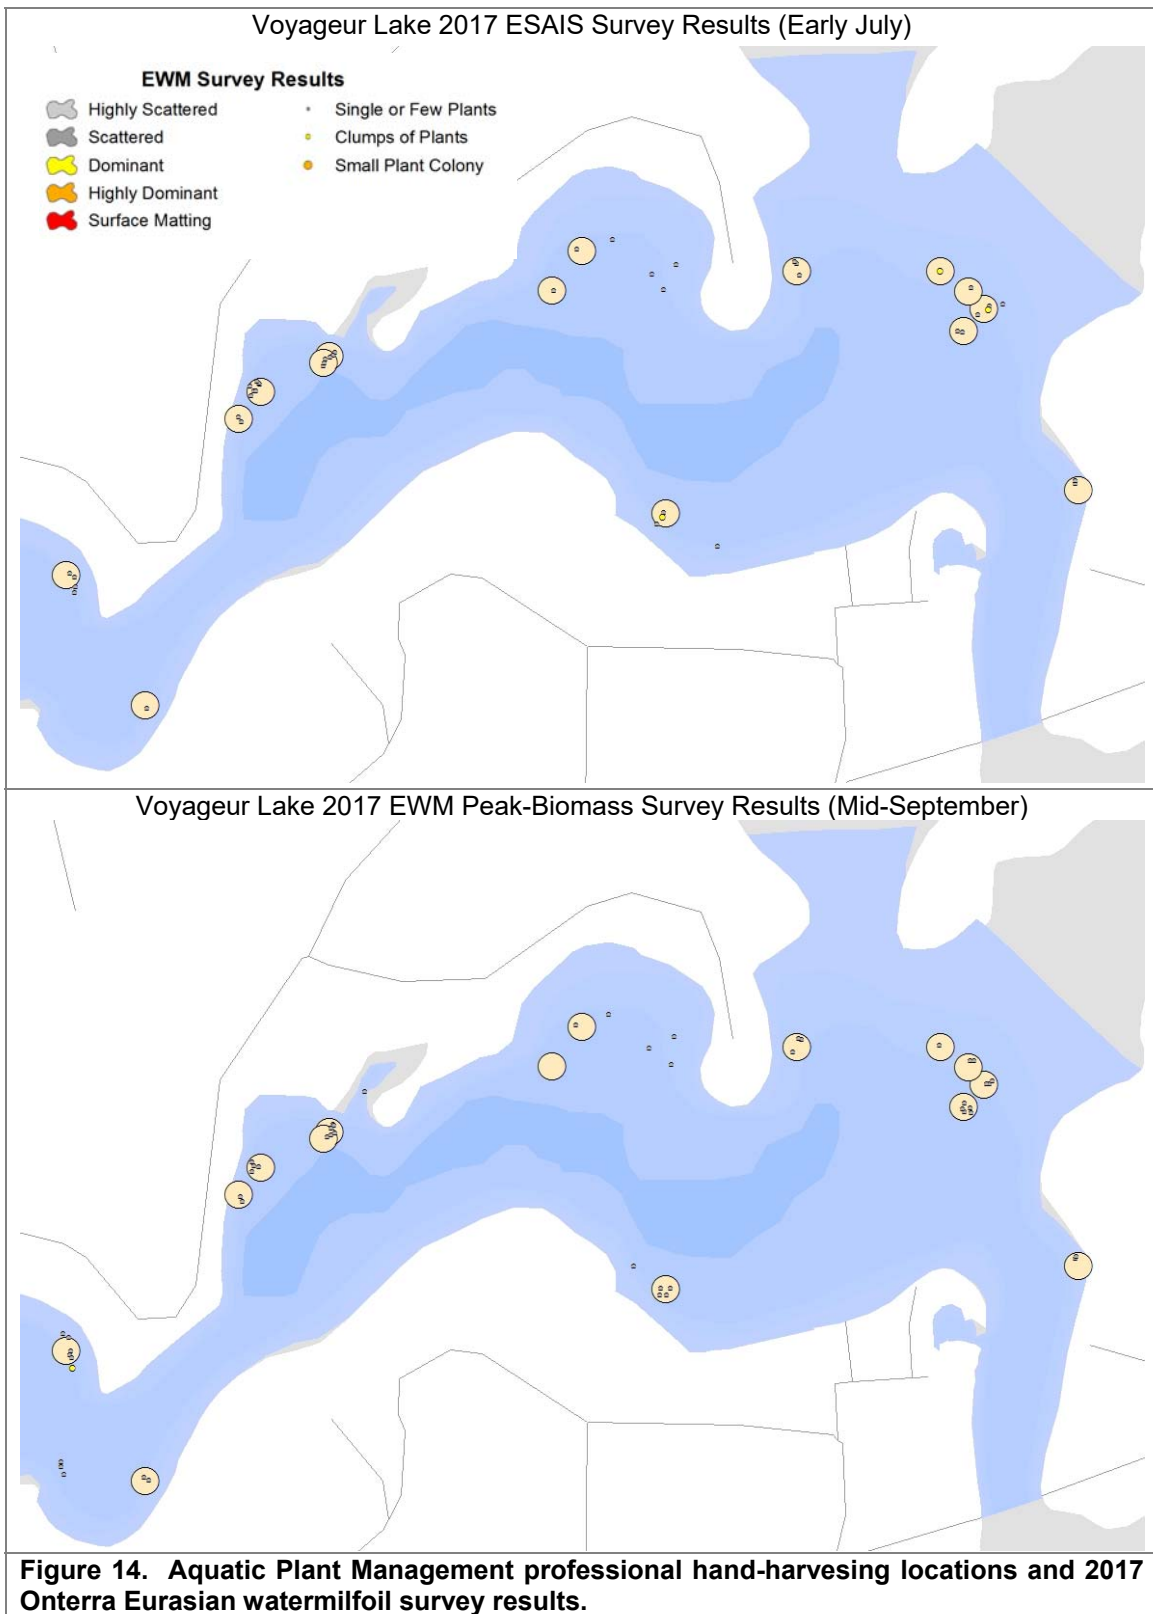 Voyageur Lake 2017 ESAIS Survey Results (Early July)
EWM Survey Results
Highly Scattered
Scattered
Dominant
Highly Dominant
Surface Matting
Single or Few Plants
Clumps of Plants
Small Plant Colony
Voyageur Lake 2017 EWM Peak-Biomass Survey Results (Mid-September)
Figure 14. Aquatic Plant Management professional hand-harvesing locations and 2017
Onterra Eurasian watermilfoil survey results.